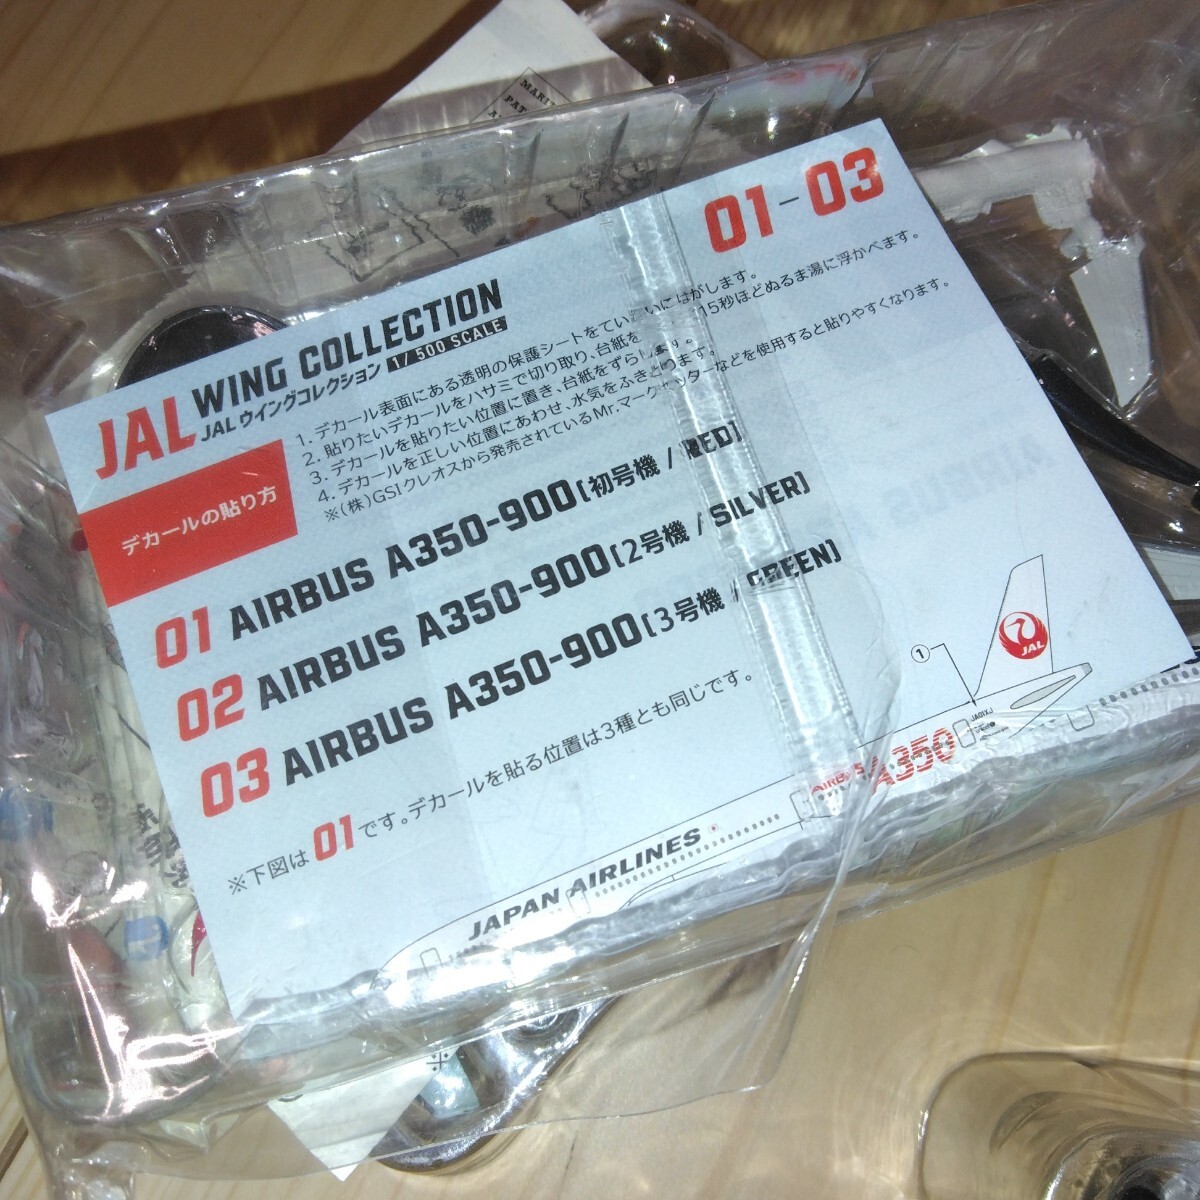 01-03
JAL WING COLLECTION
JAL ウイングコレクション 1/500 SCALE
デカールの貼り方
1. デカール表面にある透明の保護シートをていねいにはがします。
2. 貼りたいデカールをハサミで切り取り、台紙を 15秒ほどぬるま湯に浮かべます。
3. デカールを貼りたい位置に置き、台紙をずらします。
4. デカールを正しい位置にあわせ、水気をふきとります。
※(株)GSIクレオスから発売されているMr.マークセッターなどを使用すると貼りやすくなります。
01 AIRBUS A350-900 [初号機 / RED]
02 AIRBUS A350-900 [2号機 / SILVER]
03 AIRBUS A350-900 [3号機 / GREEN]
※下図は 01 です。デカールを貼る位置は3種とも同じです。
①
JAL
JA01XJ
AIRBUS A350
JAPAN AIRLINES